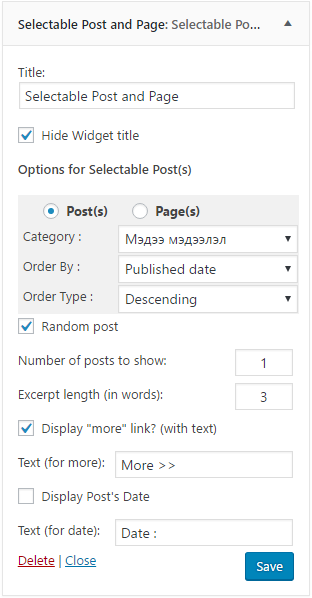 Selectable Post and Page: Selectable Po...
Title:
Selectable Post and Page
Hide Widget title
Options for Selectable Post(s)
Post(s) Page(s)
Category : Мэдээ мэдээлэл
Order By : Published date
Order Type : Descending
Random post
Number of posts to show: 1
Excerpt length (in words): 3
Display "more" link? (with text)
Text (for more): More >>
Display Post's Date
Text (for date): Date :
Delete | Close Save